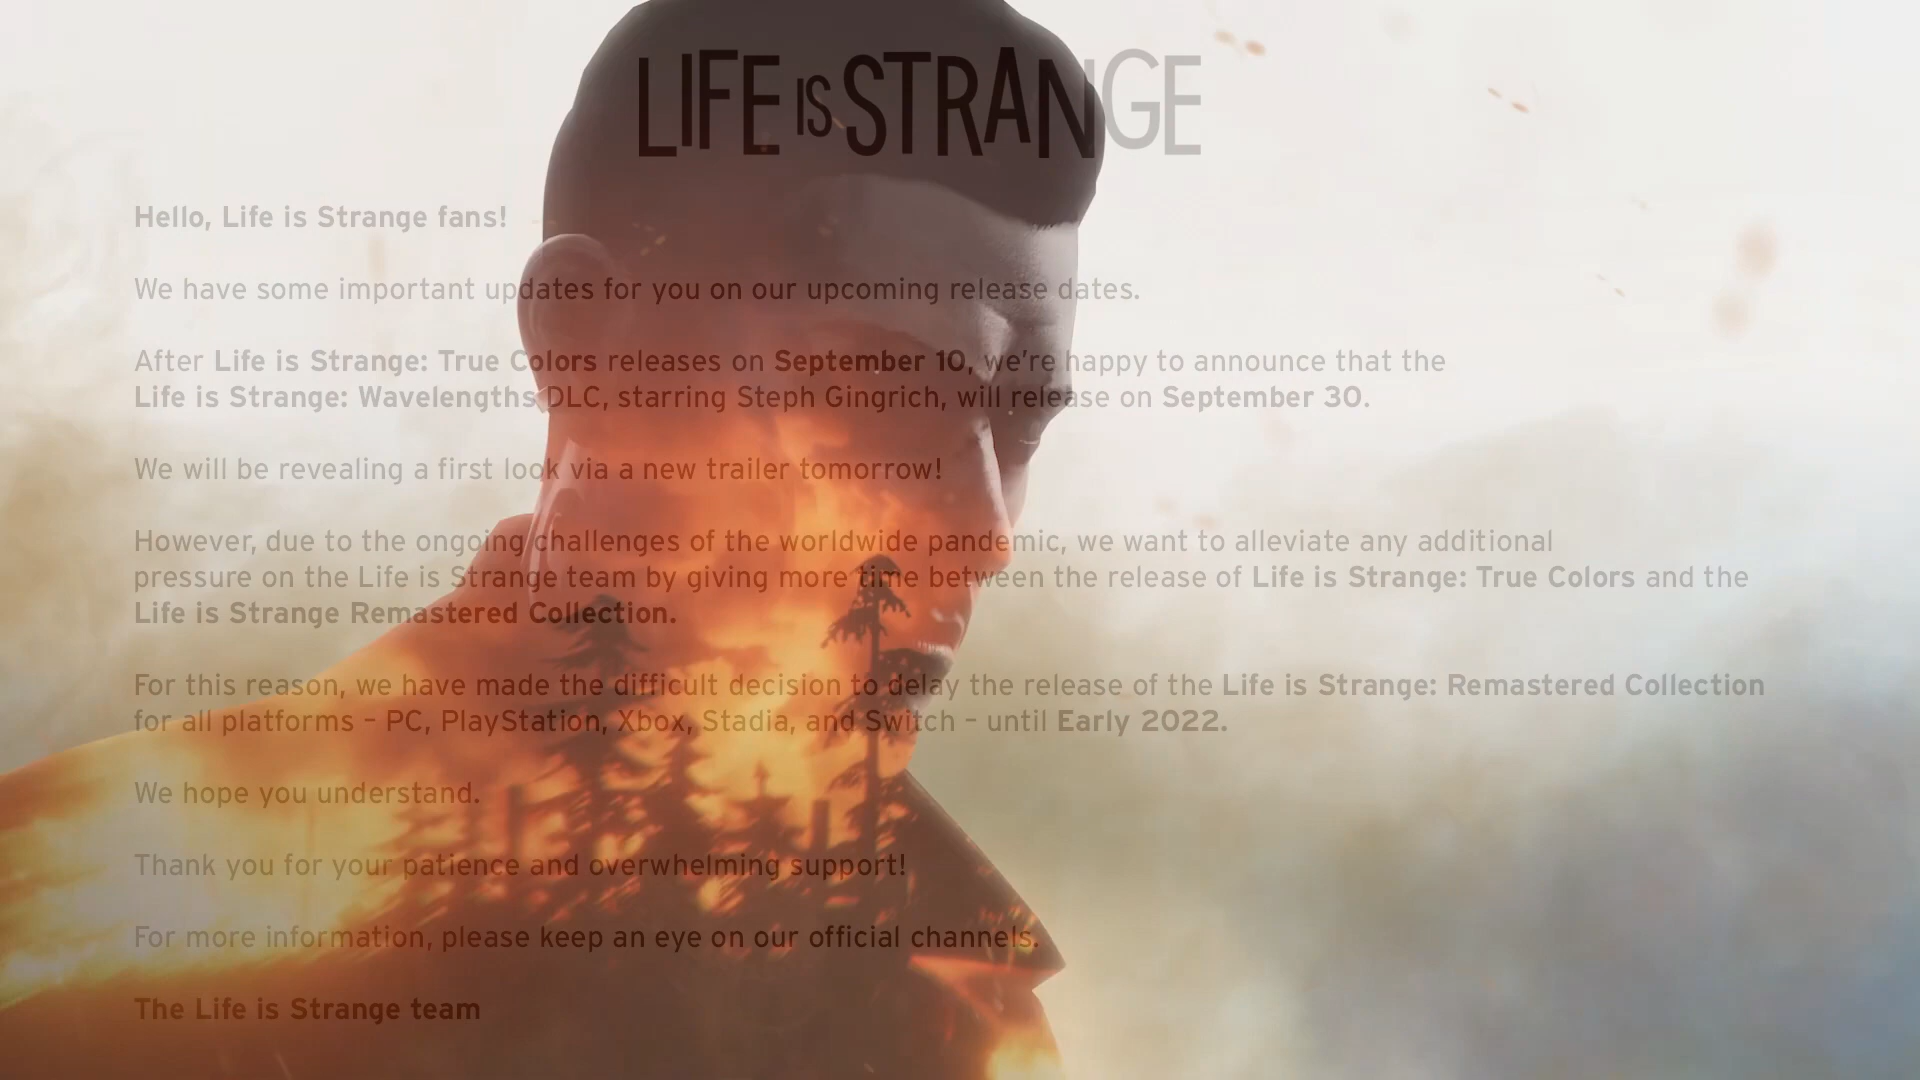 LIFE IS STRANGE
Hello, Life is Strange fans!
We have some important updates for you on our upcoming release dates.
After Life is Strange: True Colors releases on September 10, we’re happy to announce that the
Life is Strange: Wavelengths DLC, starring Steph Gingrich, will release on September 30.
We will be revealing a first look via a new trailer tomorrow!
However, due to the ongoing challenges of the worldwide pandemic, we want to alleviate any additional
pressure on the Life is Strange team by giving more time between the release of Life is Strange: True Colors and the
Life is Strange Remastered Collection.
For this reason, we have made the difficult decision to delay the release of the Life is Strange: Remastered Collection
for all platforms – PC, PlayStation, Xbox, Stadia, and Switch – until Early 2022.
We hope you understand.
Thank you for your patience and overwhelming support!
For more information, please keep an eye on our official channels.
The Life is Strange team